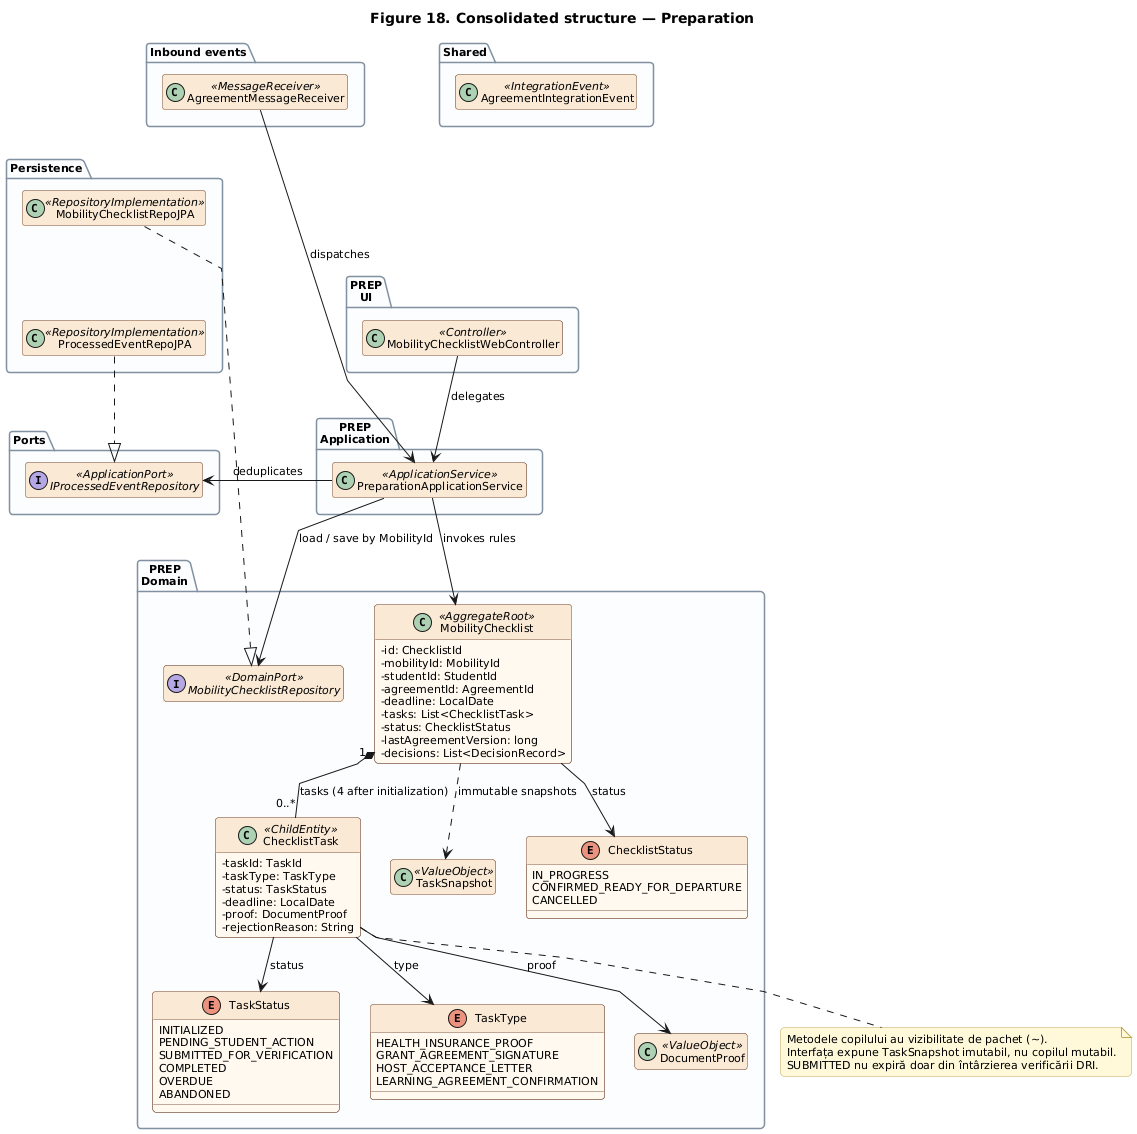 Figure 18. Consolidated structure — Preparation
Inbound events
«MessageReceiver»
AgreementMessageReceiver
Shared
«IntegrationEvent»
AgreementIntegrationEvent
Persistence
«RepositoryImplementation»
MobilityChecklistRepoJPA
dispatches
PREP
UI
«RepositoryImplementation»
ProcessedEventRepoJPA
«Controller»
MobilityChecklistWebController
delegates
Ports
«ApplicationPort»
IProcessedEventRepository
deduplicates
PREP
Application
«ApplicationService»
PreparationApplicationService
load / save by MobilityId
invokes rules
PREP
Domain
«AggregateRoot»
MobilityChecklist
-id: ChecklistId
-mobilityId: MobilityId
-studentId: StudentId
-agreementId: AgreementId
-deadline: LocalDate
-tasks: List<ChecklistTask>
-status: ChecklistStatus
-lastAgreementVersion: long
-decisions: List<DecisionRecord>
«DomainPort»
MobilityChecklistRepository
1
tasks (4 after initialization)
0..*
immutable snapshots
status
«ChildEntity»
ChecklistTask
-taskId: TaskId
-taskType: TaskType
-status: TaskStatus
-deadline: LocalDate
-proof: DocumentProof
-rejectionReason: String
«ValueObject»
TaskSnapshot
ChecklistStatus
IN_PROGRESS
CONFIRMED_READY_FOR_DEPARTURE
CANCELLED
status
type
proof
TaskStatus
INITIALIZED
PENDING_STUDENT_ACTION
SUBMITTED_FOR_VERIFICATION
COMPLETED
OVERDUE
ABANDONED
TaskType
HEALTH_INSURANCE_PROOF
GRANT_AGREEMENT_SIGNATURE
HOST_ACCEPTANCE_LETTER
LEARNING_AGREEMENT_CONFIRMATION
«ValueObject»
DocumentProof
Metodele copilului au vizibilitate de pachet (~).
Interfața expune TaskSnapshot imutabil, nu copilul mutabil.
SUBMITTED nu expiră doar din întârzierea verificării DRI.
C
C
C
C
C
I
C
C
I
C
C
E
E
E
C